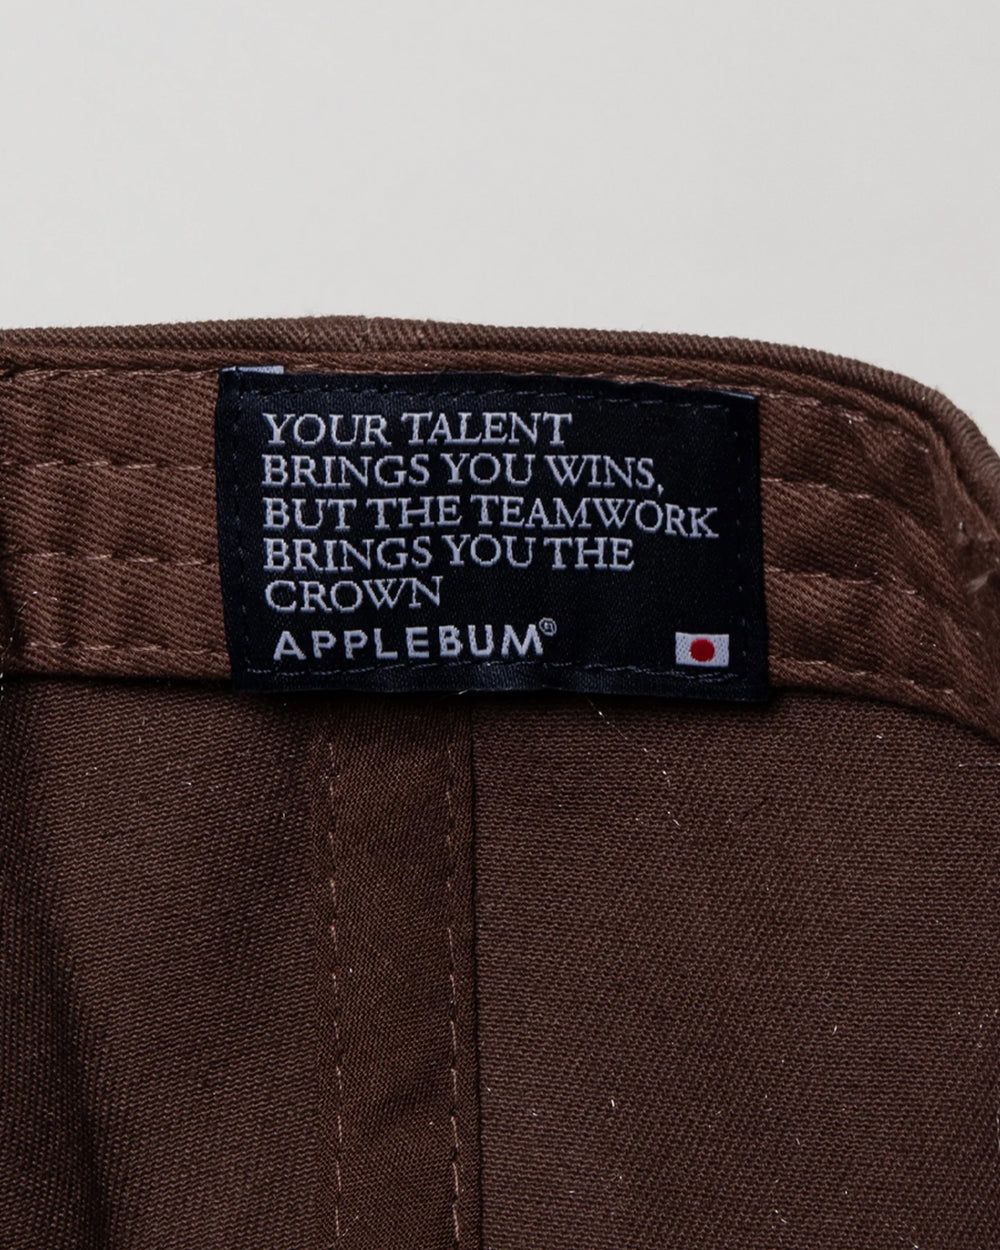 YOUR TALENT
BRINGS YOU WINS,
BUT THE TEAMWORK
BRINGS YOU THE
CROWN
APPLEBUM®